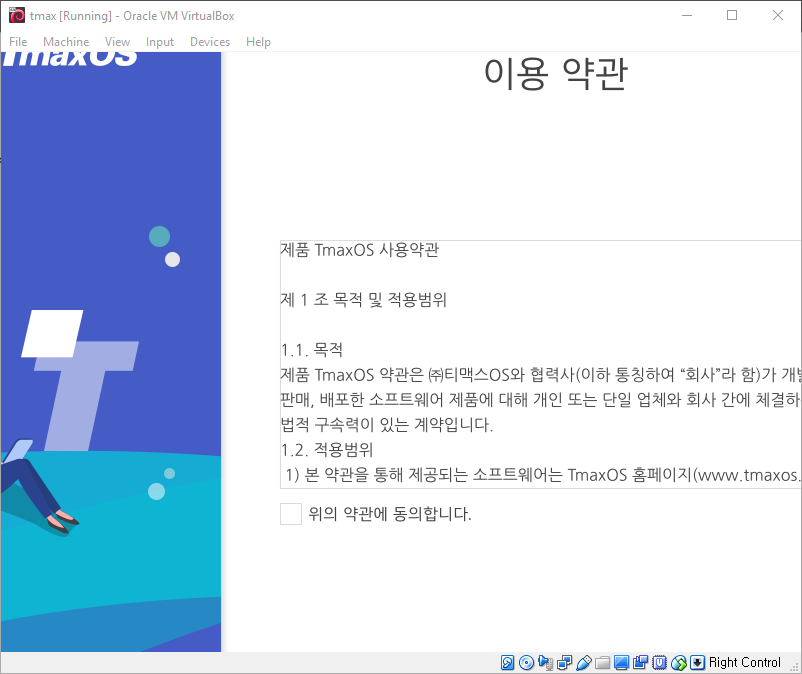 tmax [Running] - Oracle VM VirtualBox
File Machine View Input Devices Help
TmaxOS
이용 약관
제품 TmaxOS 사용약관
제 1 조 목적 및 적용범위
1.1. 목적
제품 TmaxOS 약관은 ㈜티맥스OS와 협력사(이하 통칭하여 “회사”라 함)가 개발
판매, 배포한 소프트웨어 제품에 대해 개인 또는 단일 업체와 회사 간에 체결하
법적 구속력이 있는 계약입니다.
1.2. 적용범위
1) 본 약관을 통해 제공되는 소프트웨어는 TmaxOS 홈페이지(www.tmaxos.
위의 약관에 동의합니다.
Right Control